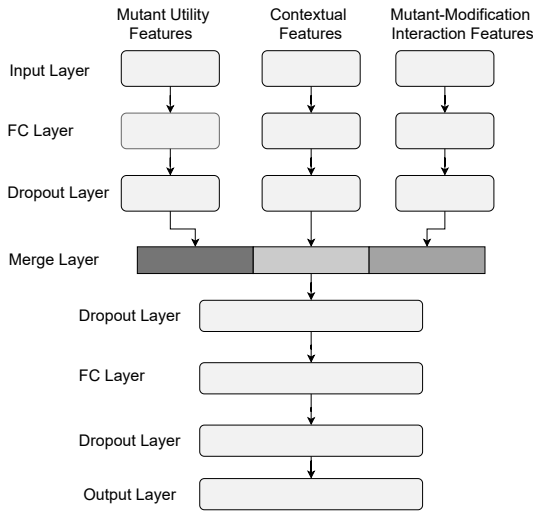 Mutant Utility
Features
Contextual
Features
Mutant-Modification
Interaction Features
Input Layer
FC Layer
Dropout Layer
Merge Layer
Dropout Layer
FC Layer
Dropout Layer
Output Layer